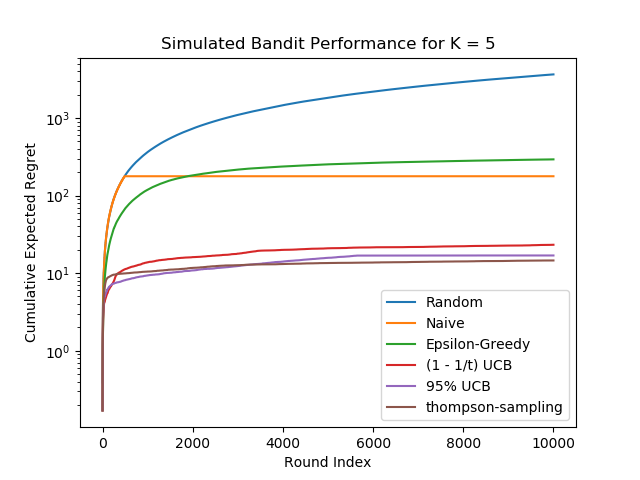 Simulated Bandit Performance for K = 5
Cumulative Expected Regret
10³
10²
10¹
10⁰
Random
Naive
Epsilon-Greedy
(1 - 1/t) UCB
95% UCB
thompson-sampling
0 2000 4000 6000 8000 10000
Round Index